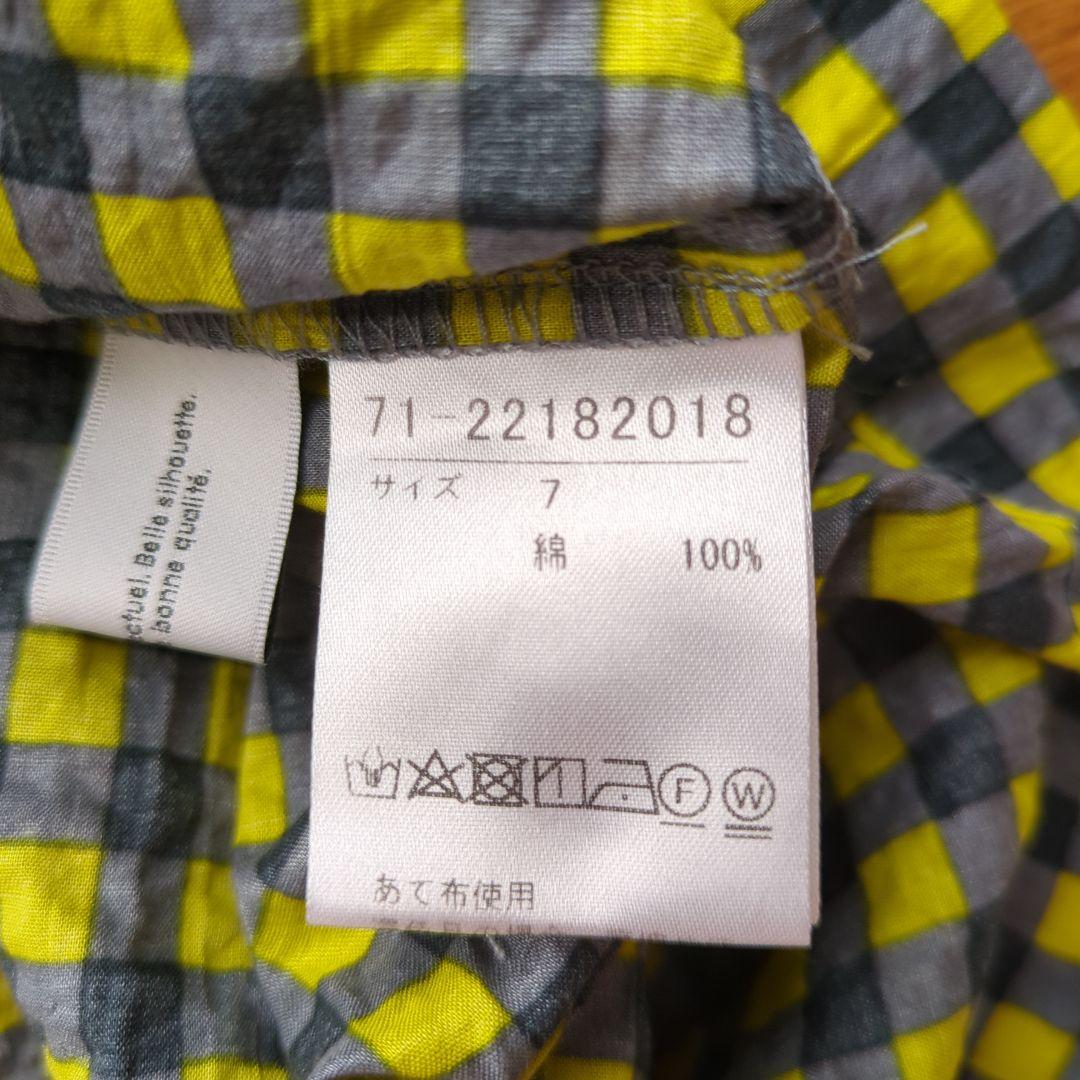 71-22182018
サイズ 7
綿 100%
F W
あて布使用
ctuel. Belle silhouette.
bonne qualité.